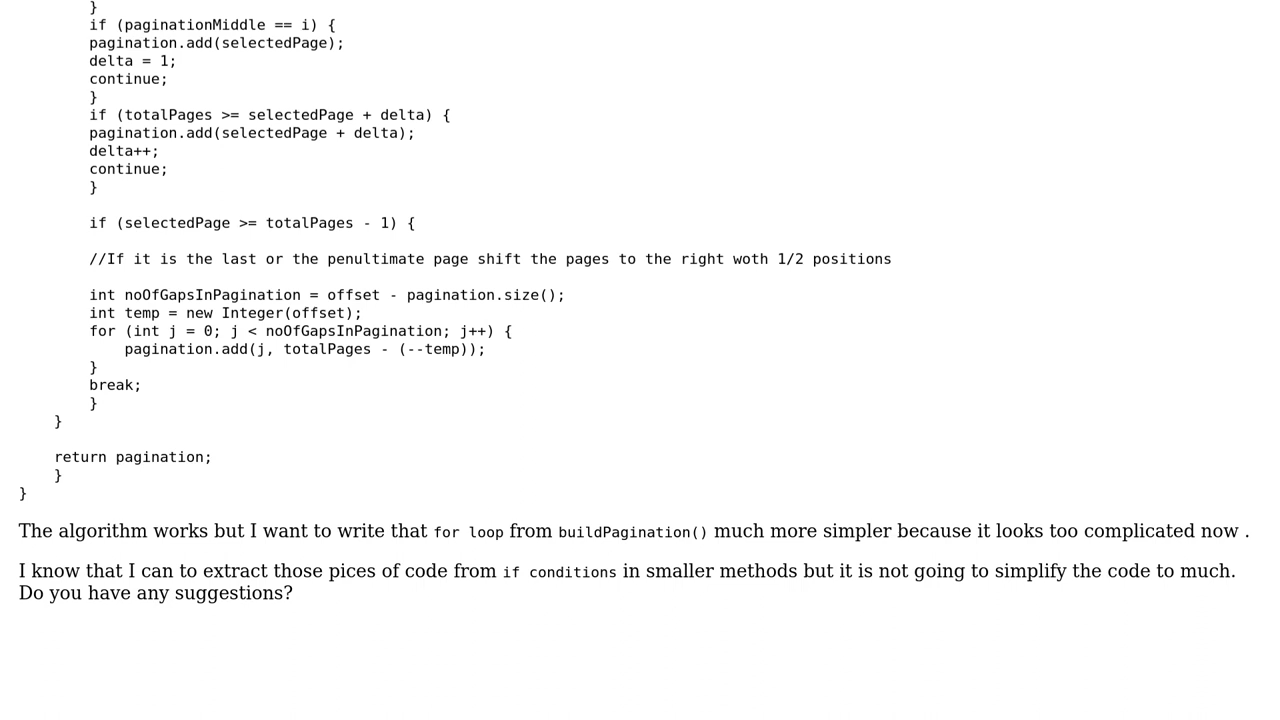 }
if (paginationMiddle == i) {
pagination.add(selectedPage);
delta = 1;
continue;
}
if (totalPages >= selectedPage + delta) {
pagination.add(selectedPage + delta);
delta++;
continue;
}
if (selectedPage >= totalPages - 1) {
//If it is the last or the penultimate page shift the pages to the right woth 1/2 positions
int noOfGapsInPagination = offset - pagination.size();
int temp = new Integer(offset);
for (int j = 0; j < noOfGapsInPagination; j++) {
pagination.add(j, totalPages - (--temp));
}
break;
}
}
return pagination;
}
}
The algorithm works but I want to write that for loop from buildPagination() much more simpler because it looks too complicated now .
I know that I can to extract those pices of code from if conditions in smaller methods but it is not going to simplify the code to much.
Do you have any suggestions?